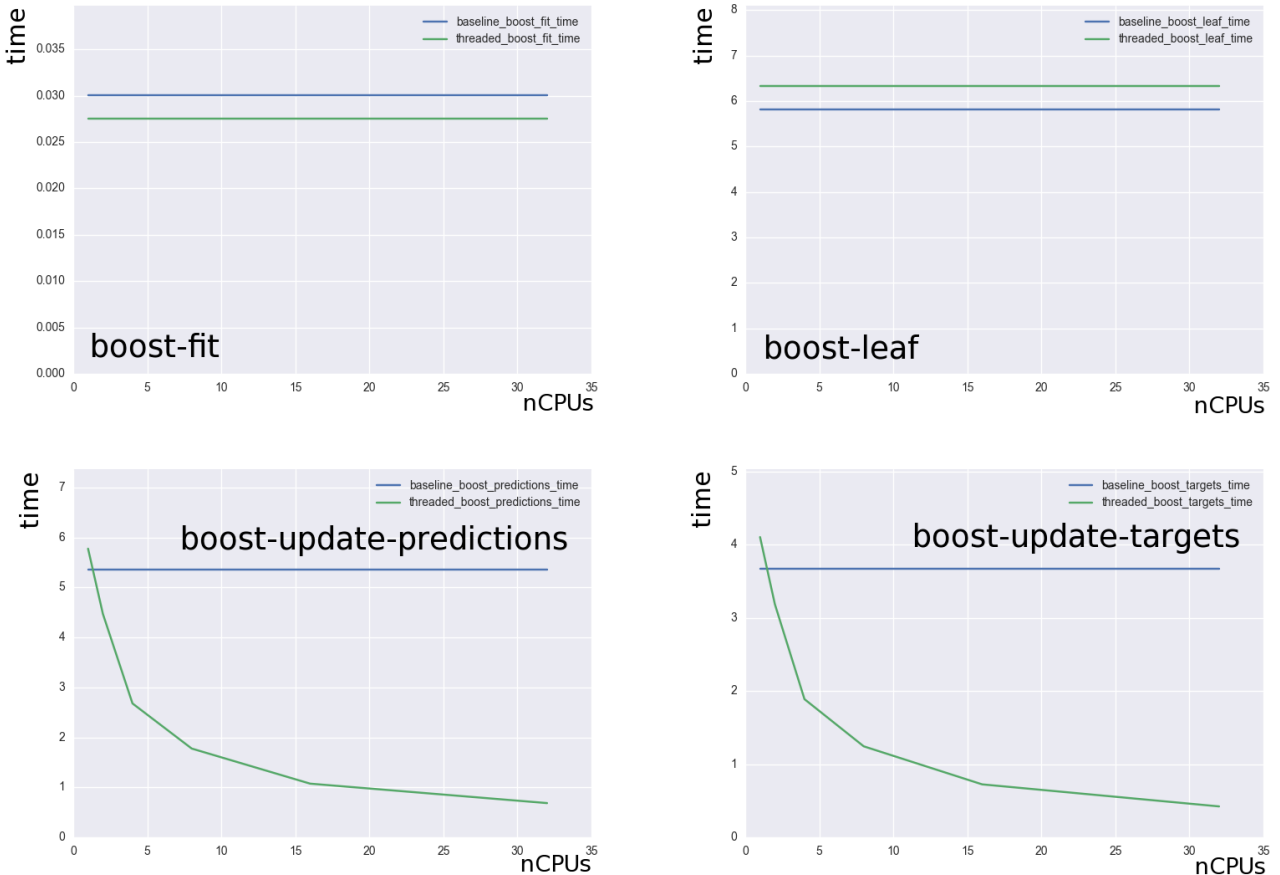 time
baseline_boost_fit_time
threaded_boost_fit_time
0.035
0.030
0.025
0.020
0.015
0.010
0.005
0.000
boost-fit
0 5 10 15 20 25 30 35
nCPUs
time
baseline_boost_leaf_time
threaded_boost_leaf_time
8
7
6
5
4
3
2
1
0
boost-leaf
0 5 10 15 20 25 30 35
nCPUs
time
baseline_boost_predictions_time
threaded_boost_predictions_time
boost-update-predictions
7
6
5
4
3
2
1
0
0 5 10 15 20 25 30 35
nCPUs
time
baseline_boost_targets_time
threaded_boost_targets_time
boost-update-targets
5
4
3
2
1
0
0 5 10 15 20 25 30 35
nCPUs